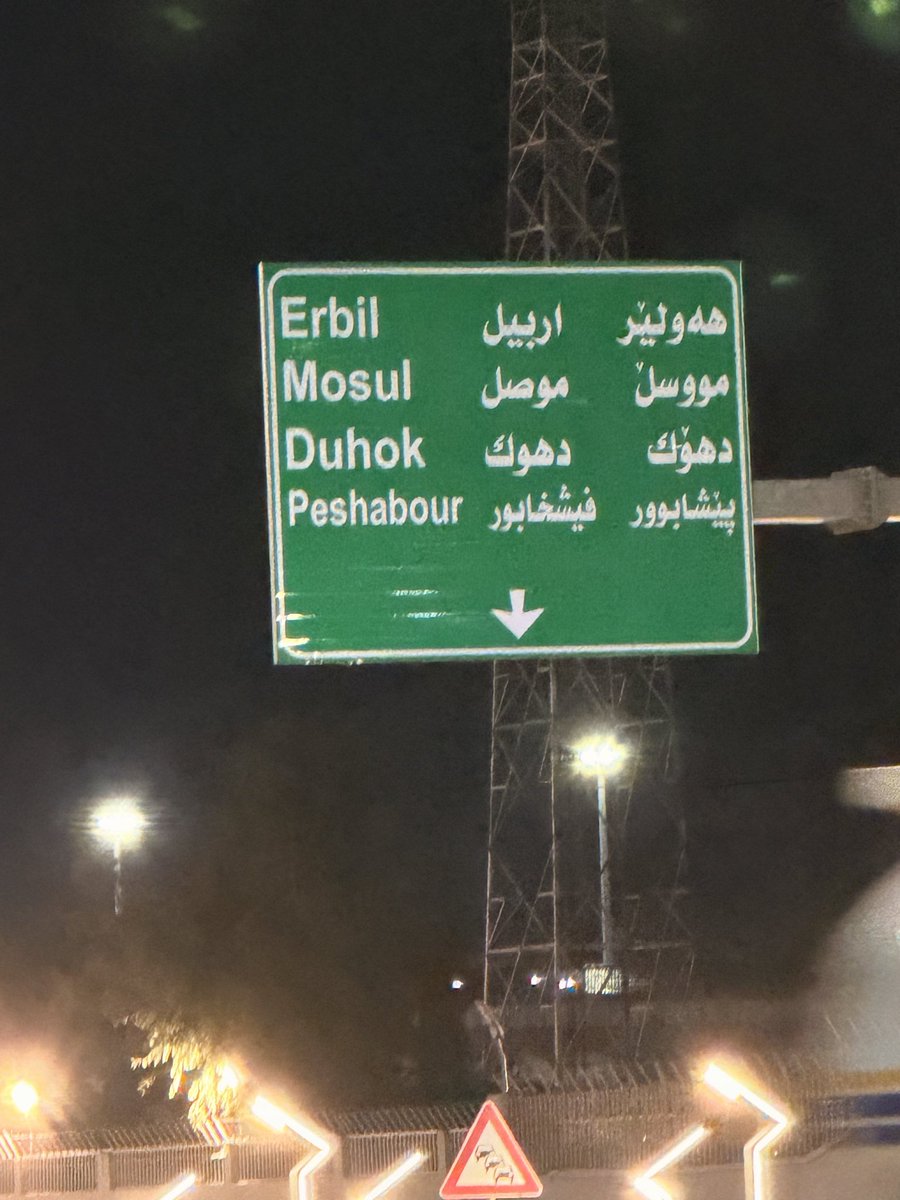 Erbil اربيل هەولێر
Mosul موصل مووسڵ
Duhok دهوك دهۆك
Peshabour فيشخابور پێشابوور